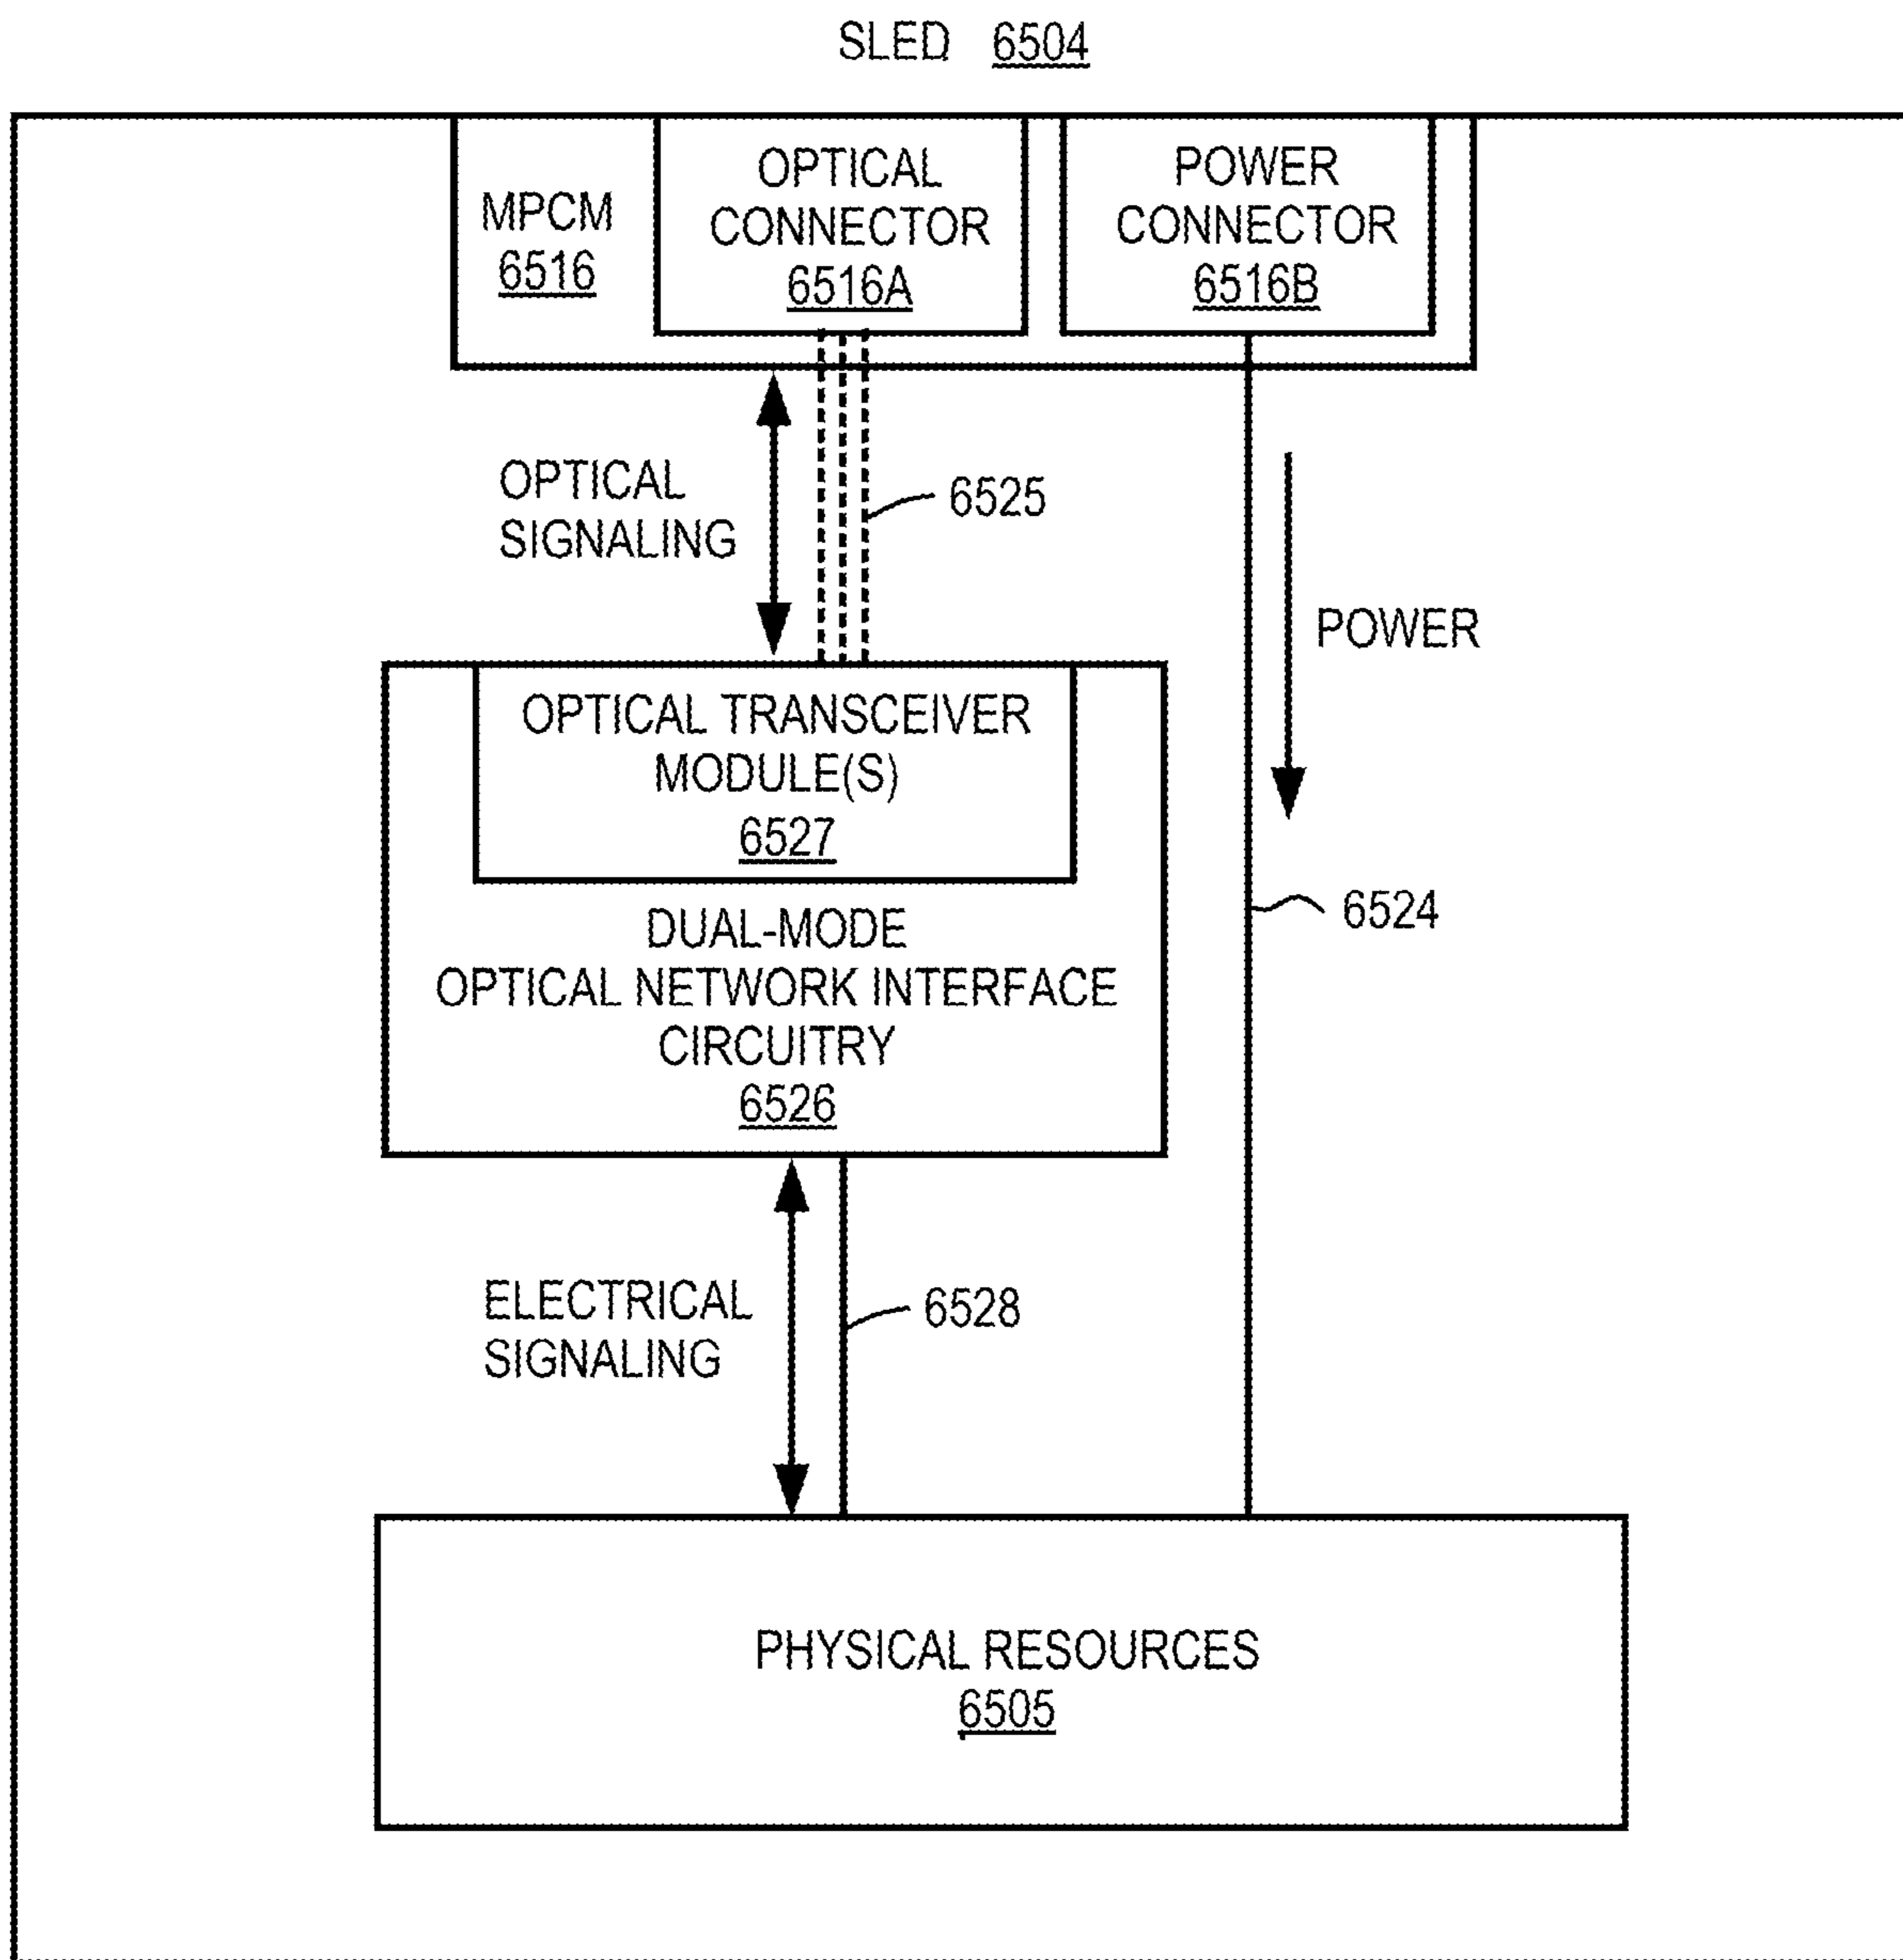 SLED 6504
MPCM
6516
OPTICAL
CONNECTOR
6516A
POWER
CONNECTOR
6516B
OPTICAL
SIGNALING
6525
POWER
OPTICAL TRANSCEIVER
MODULE(S)
6527
6524
DUAL-MODE
OPTICAL NETWORK INTERFACE
CIRCUITRY
6526
ELECTRICAL
SIGNALING
6528
PHYSICAL RESOURCES
6505